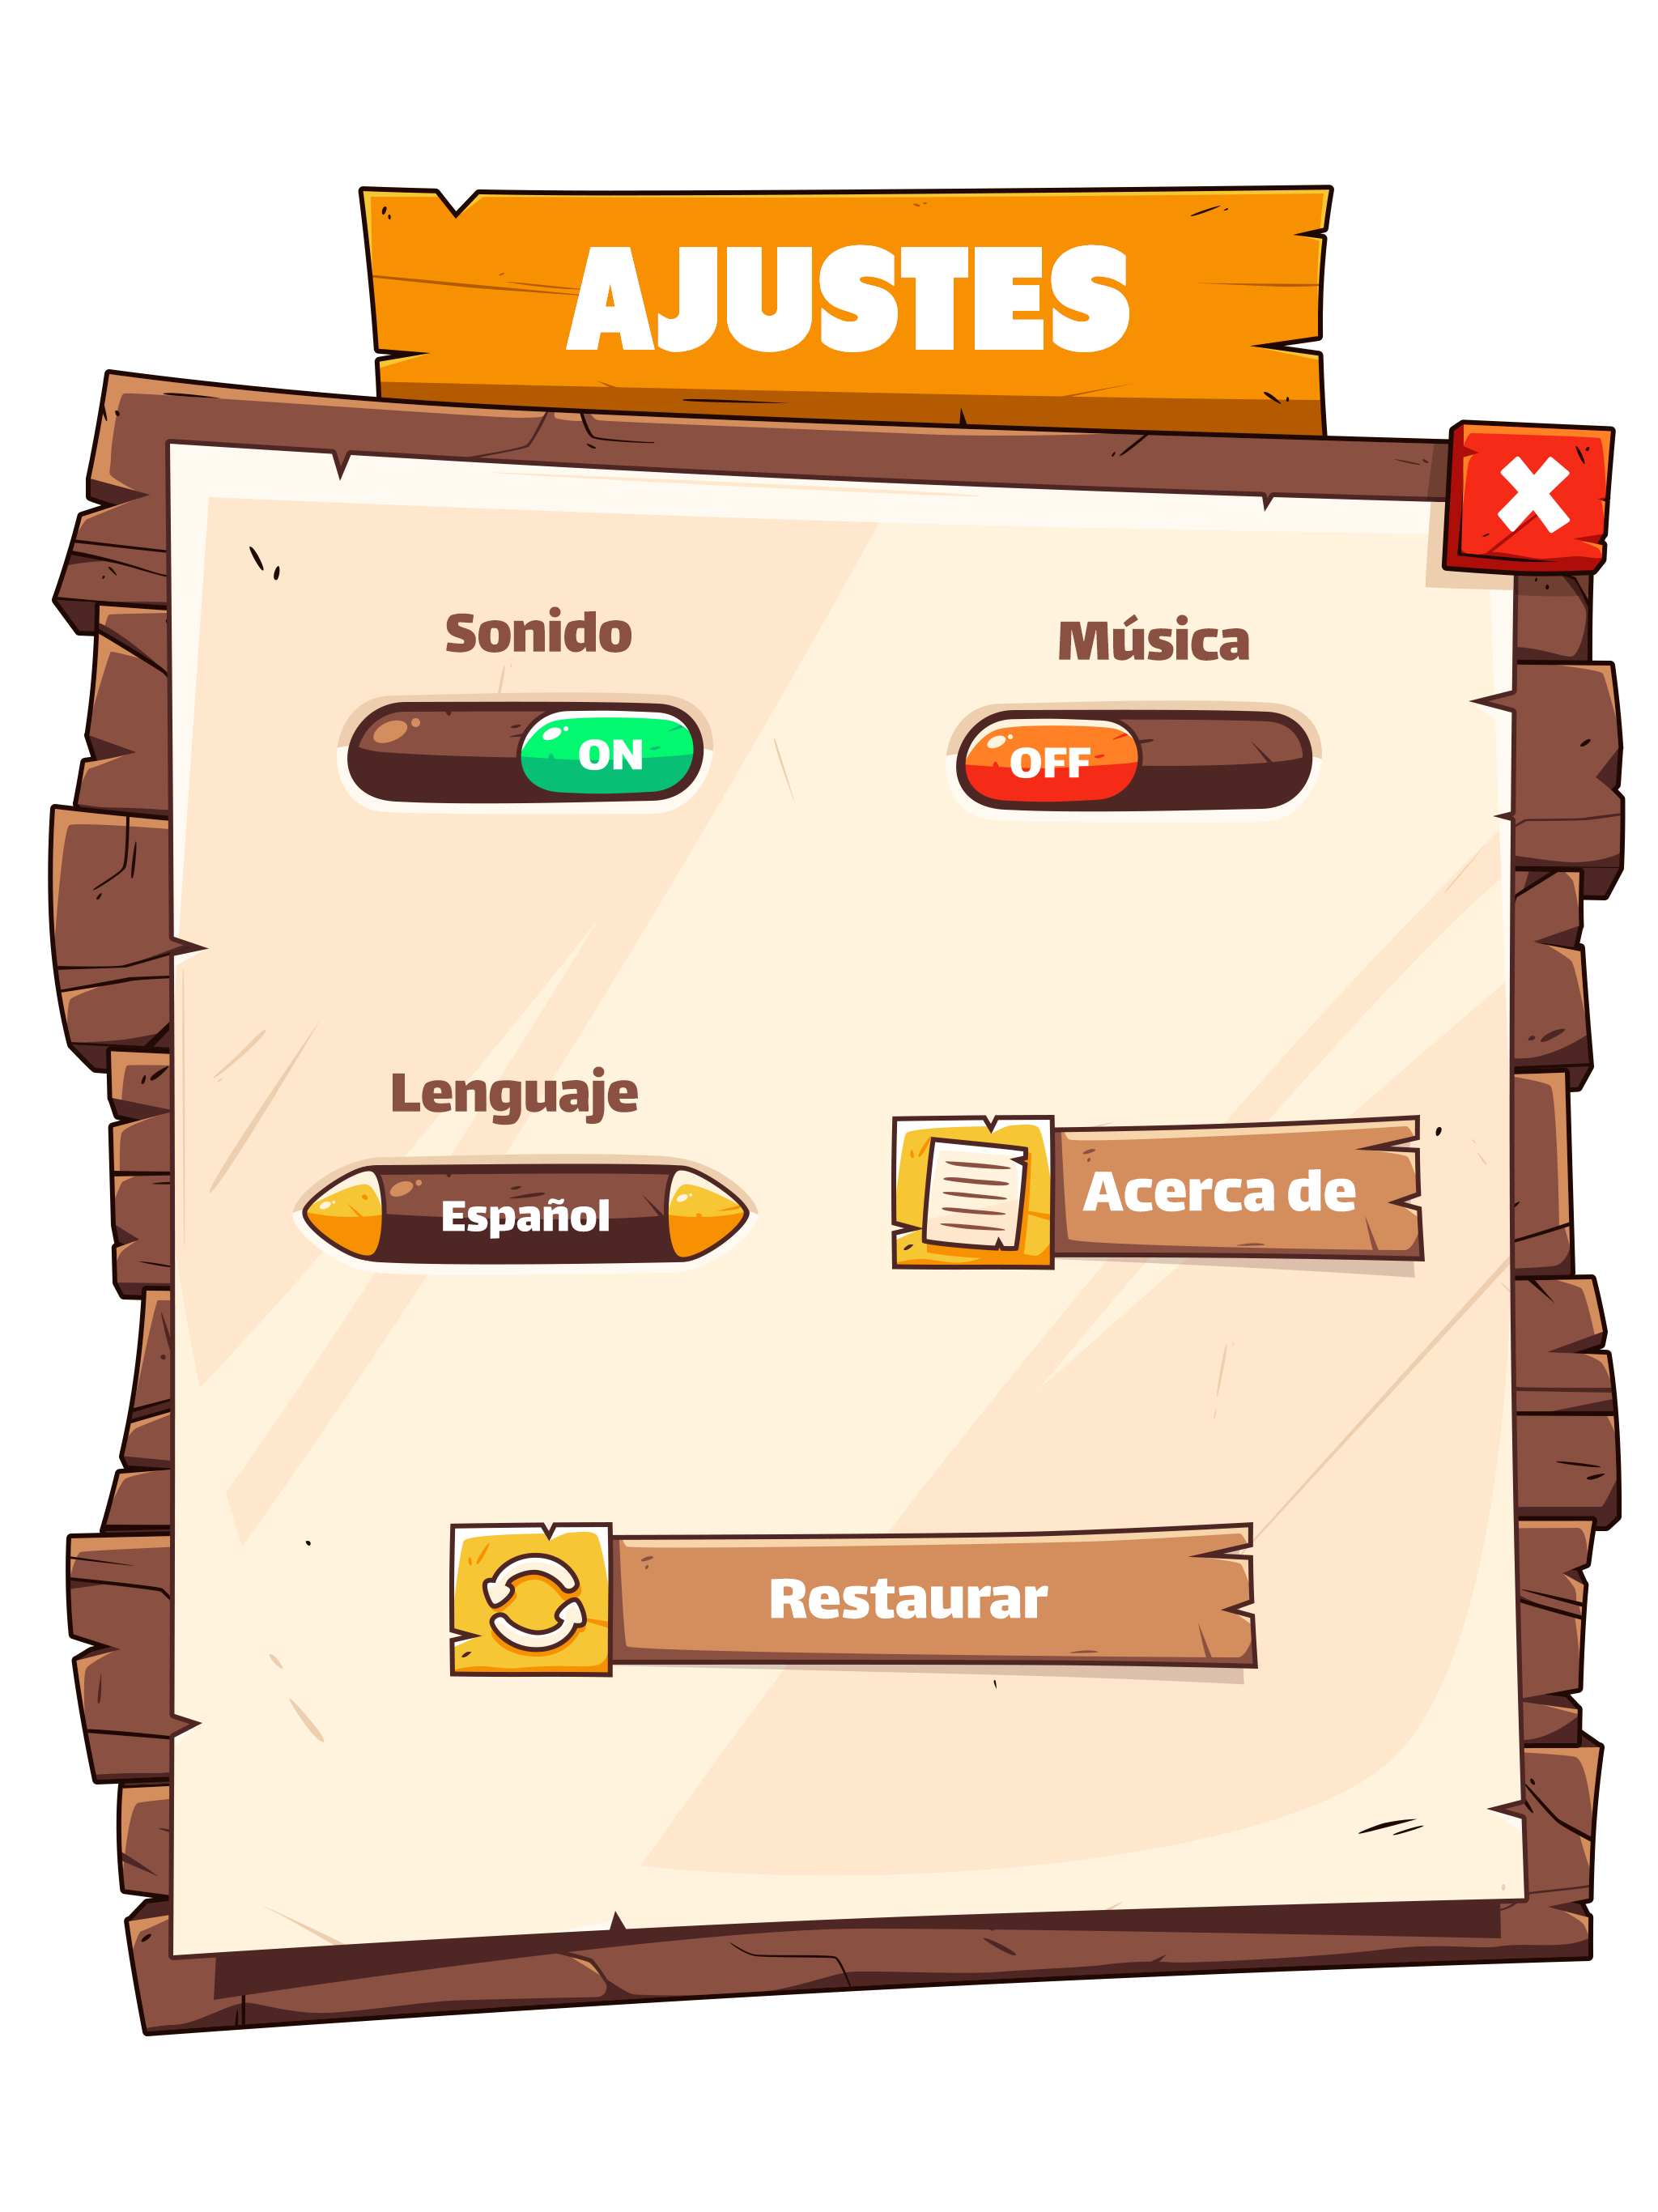 AJUSTES
Sonido
Música
ON
OFF
Lenguaje
Español
Acerca de
Restaurar